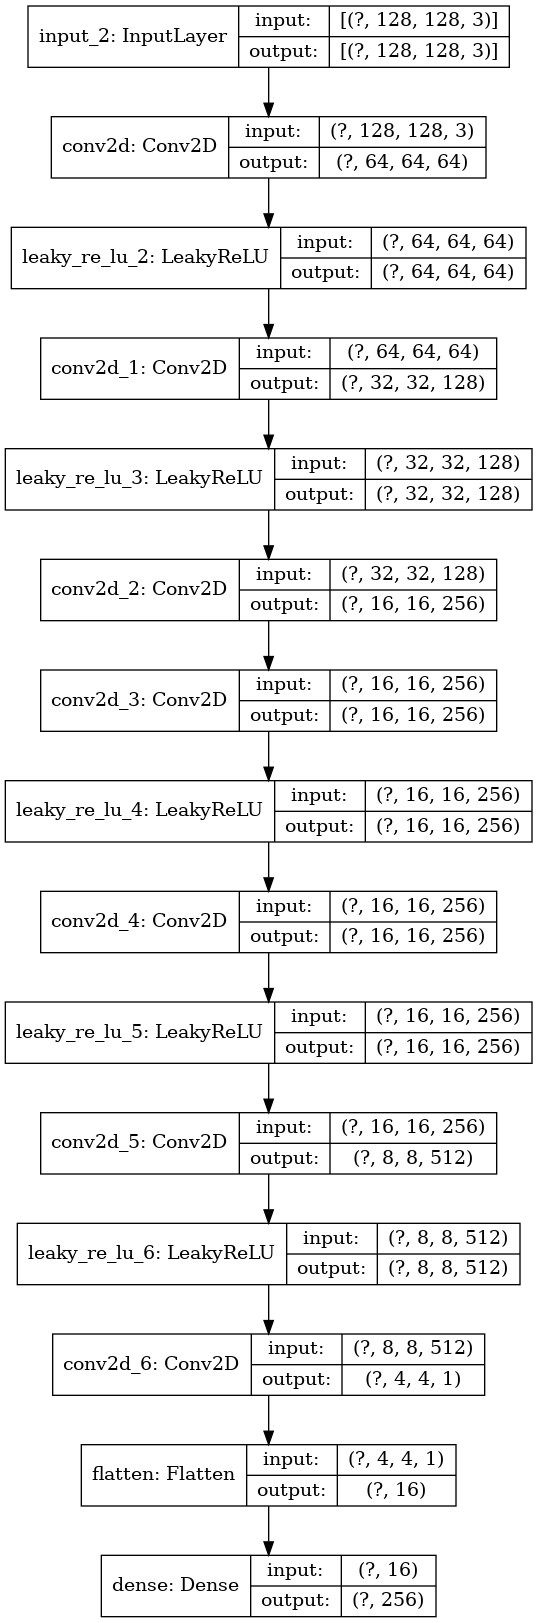 input_2: InputLayer
input: [(?, 128, 128, 3)]
output: [(?, 128, 128, 3)]
conv2d: Conv2D
input: (?, 128, 128, 3)
output: (?, 64, 64, 64)
leaky_re_lu_2: LeakyReLU
input: (?, 64, 64, 64)
output: (?, 64, 64, 64)
conv2d_1: Conv2D
input: (?, 64, 64, 64)
output: (?, 32, 32, 128)
leaky_re_lu_3: LeakyReLU
input: (?, 32, 32, 128)
output: (?, 32, 32, 128)
conv2d_2: Conv2D
input: (?, 32, 32, 128)
output: (?, 16, 16, 256)
conv2d_3: Conv2D
input: (?, 16, 16, 256)
output: (?, 16, 16, 256)
leaky_re_lu_4: LeakyReLU
input: (?, 16, 16, 256)
output: (?, 16, 16, 256)
conv2d_4: Conv2D
input: (?, 16, 16, 256)
output: (?, 16, 16, 256)
leaky_re_lu_5: LeakyReLU
input: (?, 16, 16, 256)
output: (?, 16, 16, 256)
conv2d_5: Conv2D
input: (?, 16, 16, 256)
output: (?, 8, 8, 512)
leaky_re_lu_6: LeakyReLU
input: (?, 8, 8, 512)
output: (?, 8, 8, 512)
conv2d_6: Conv2D
input: (?, 8, 8, 512)
output: (?, 4, 4, 1)
flatten: Flatten
input: (?, 4, 4, 1)
output: (?, 16)
dense: Dense
input: (?, 16)
output: (?, 256)